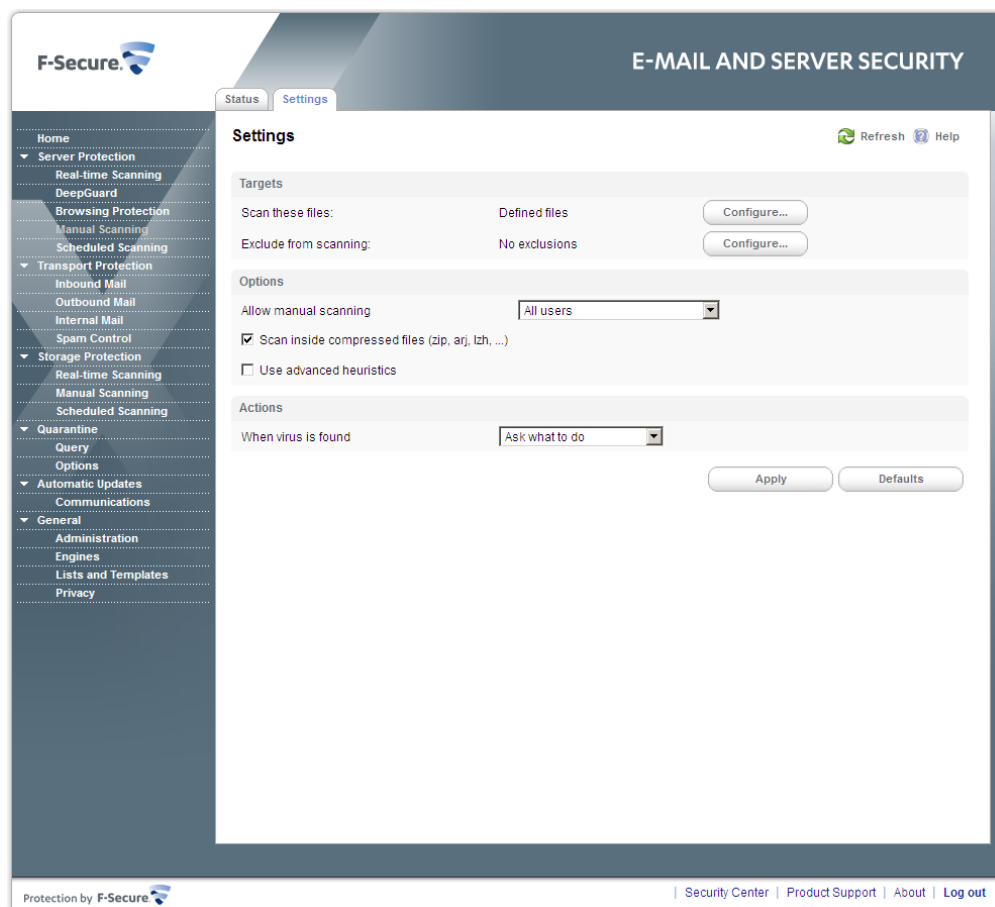 F-Secure.
E-MAIL AND SERVER SECURITY
Status Settings
Home
Server Protection
Real-time Scanning
DeepGuard
Browsing Protection
Manual Scanning
Scheduled Scanning
Transport Protection
Inbound Mail
Outbound Mail
Internal Mail
Spam Control
Storage Protection
Real-time Scanning
Manual Scanning
Scheduled Scanning
Quarantine
Query
Options
Automatic Updates
Communications
General
Administration
Engines
Lists and Templates
Privacy
Settings
Refresh Help
Targets
Scan these files: Defined files Configure...
Exclude from scanning: No exclusions Configure...
Options
Allow manual scanning All users
Scan inside compressed files (zip, arj, lzh, ...)
Use advanced heuristics
Actions
When virus is found Ask what to do
Apply Defaults
Protection by F-Secure.
| Security Center | Product Support | About | Log out